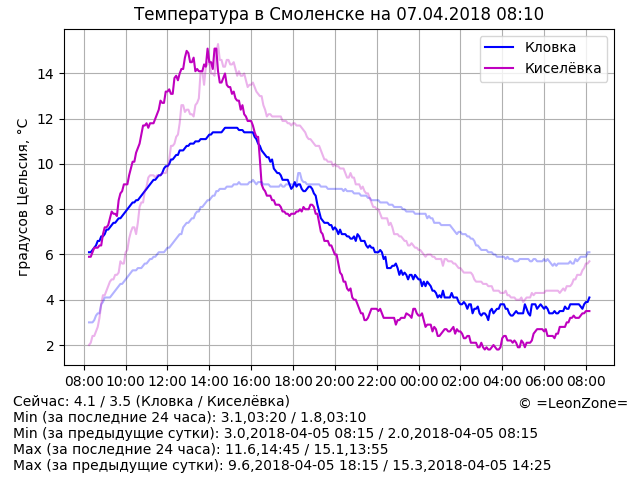 Температура в Смоленске на 07.04.2018 08:10
Кловка
Киселёвка
градусов Цельсия, °C
14
12
10
8
6
4
2
08:00 10:00 12:00 14:00 16:00 18:00 20:00 22:00 00:00 02:00 04:00 06:00 08:00
Сейчас: 4.1 / 3.5 (Кловка / Киселёвка)
© =LeonZone=
Min (за последние 24 часа): 3.1,03:20 / 1.8,03:10
Min (за предыдущие сутки): 3.0,2018-04-05 08:15 / 2.0,2018-04-05 08:15
Max (за последние 24 часа): 11.6,14:45 / 15.1,13:55
Max (за предыдущие сутки): 9.6,2018-04-05 18:15 / 15.3,2018-04-05 14:25